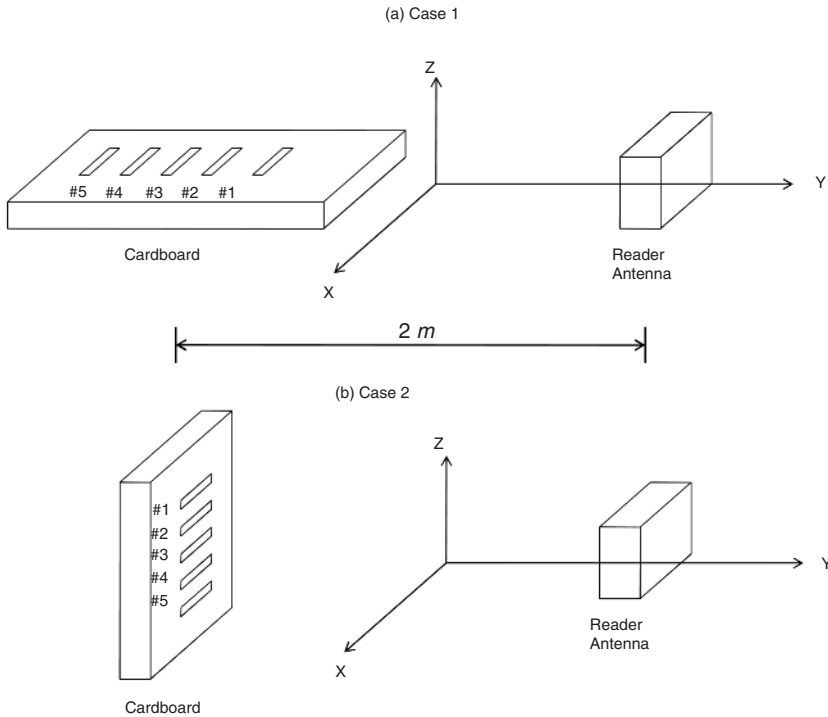 (a) Case 1
Z
#5 #4 #3 #2 #1
Y
Cardboard
Reader
Antenna
X
2 m
(b) Case 2
Z
#1
#2
#3
#4
#5
Y
Reader
Antenna
X
Cardboard